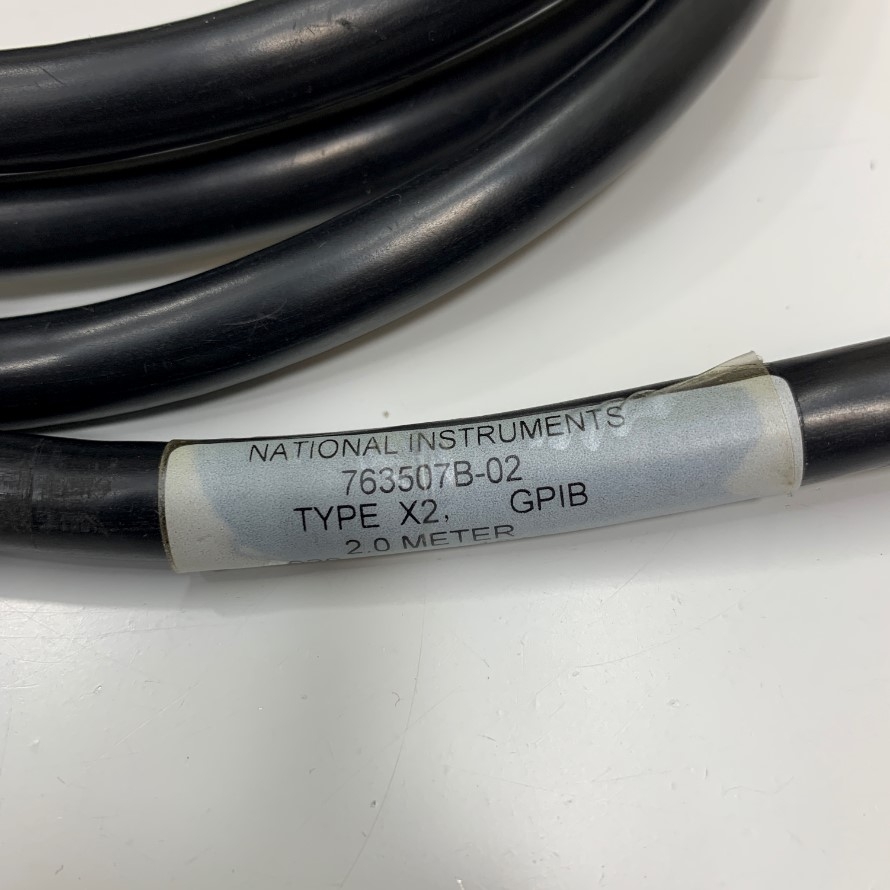 NATIONAL INSTRUMENTS
763507B-02
TYPE X2, GPIB
2.0 METER